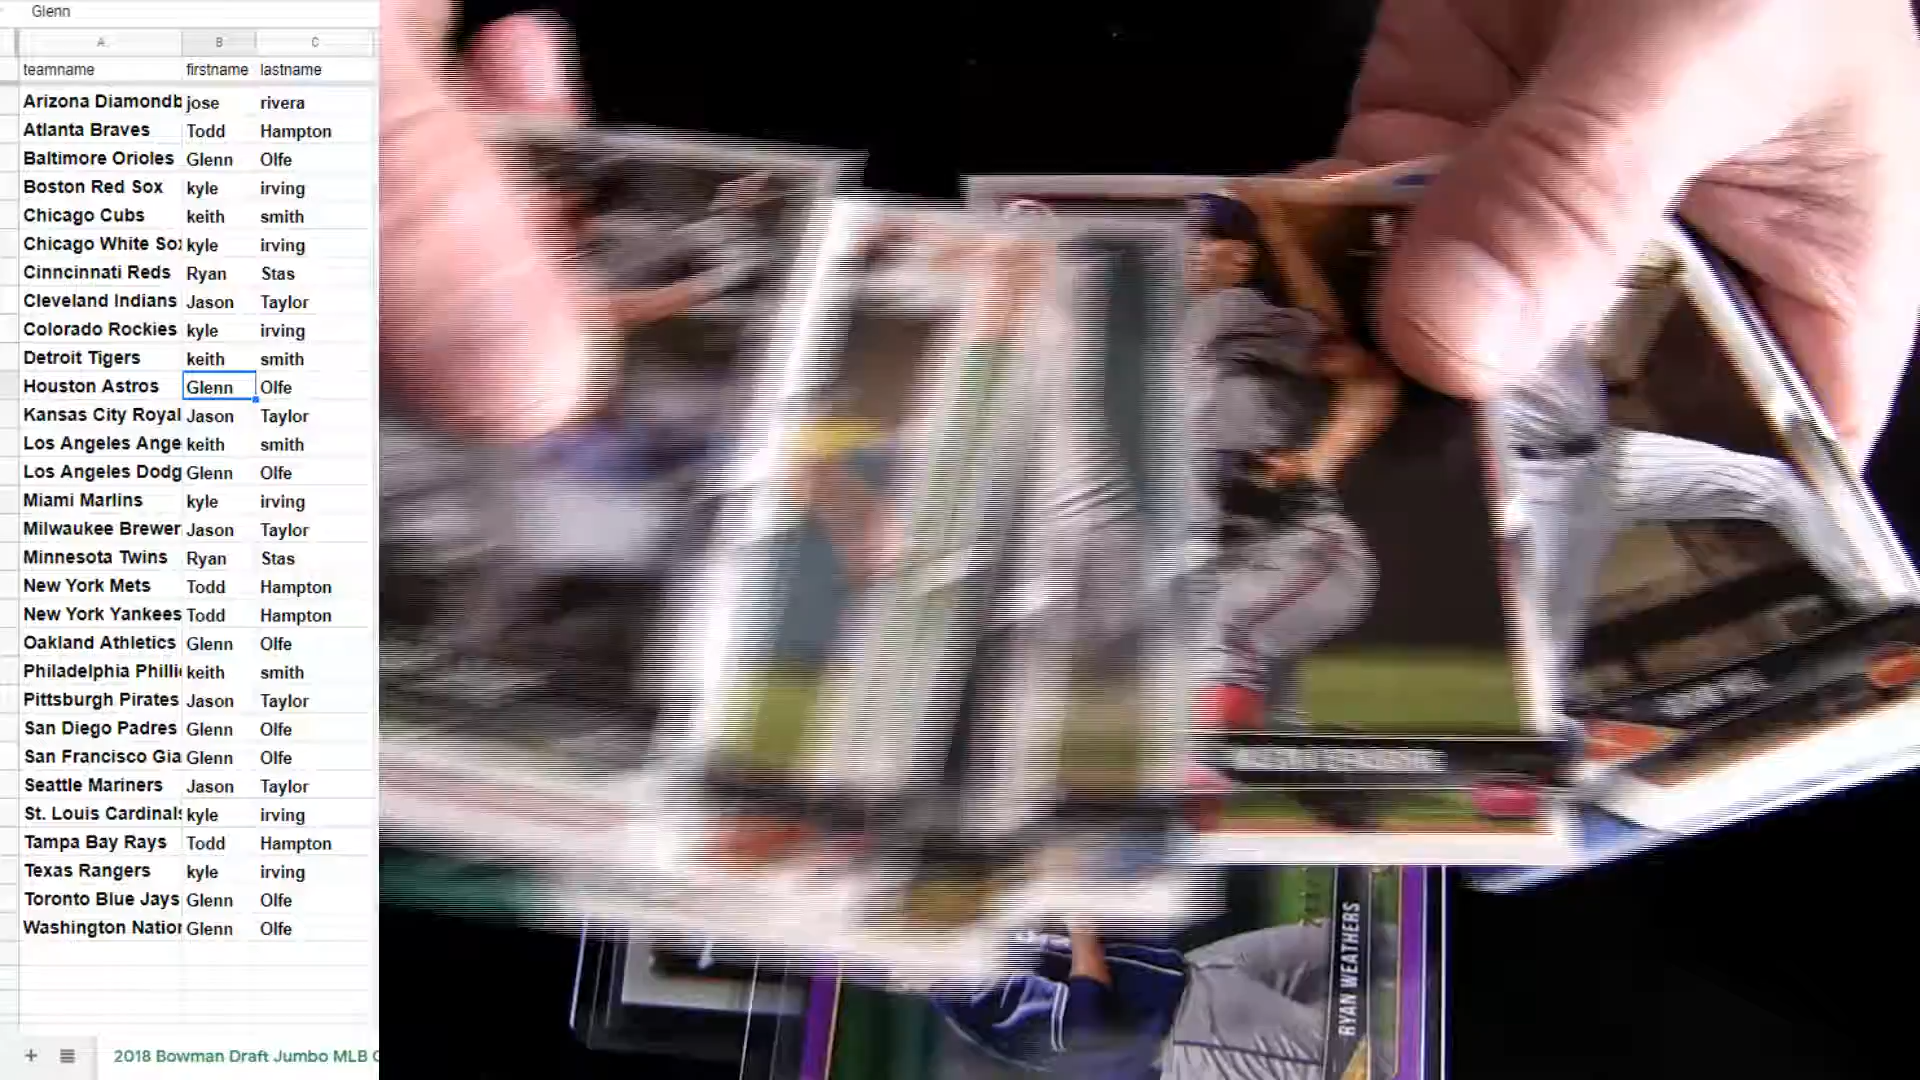 Glenn
A B C
teamname firstname lastname
Arizona Diamondb jose rivera
Atlanta Braves Todd Hampton
Baltimore Orioles Glenn Olfe
Boston Red Sox kyle irving
Chicago Cubs keith smith
Chicago White Sox kyle irving
Cinncinnati Reds Ryan Stas
Cleveland Indians Jason Taylor
Colorado Rockies kyle irving
Detroit Tigers keith smith
Houston Astros Glenn Olfe
Kansas City Royal Jason Taylor
Los Angeles Ange keith smith
Los Angeles Dodg Glenn Olfe
Miami Marlins kyle irving
Milwaukee Brewer Jason Taylor
Minnesota Twins Ryan Stas
New York Mets Todd Hampton
New York Yankees Todd Hampton
Oakland Athletics Glenn Olfe
Philadelphia Phillie keith smith
Pittsburgh Pirates Jason Taylor
San Diego Padres Glenn Olfe
San Francisco Gia Glenn Olfe
Seattle Mariners Jason Taylor
St. Louis Cardinals kyle irving
Tampa Bay Rays Todd Hampton
Texas Rangers kyle irving
Toronto Blue Jays Glenn Olfe
Washington Nation Glenn Olfe
2018 Bowman Draft Jumbo MLB
RYAN WEATHERS